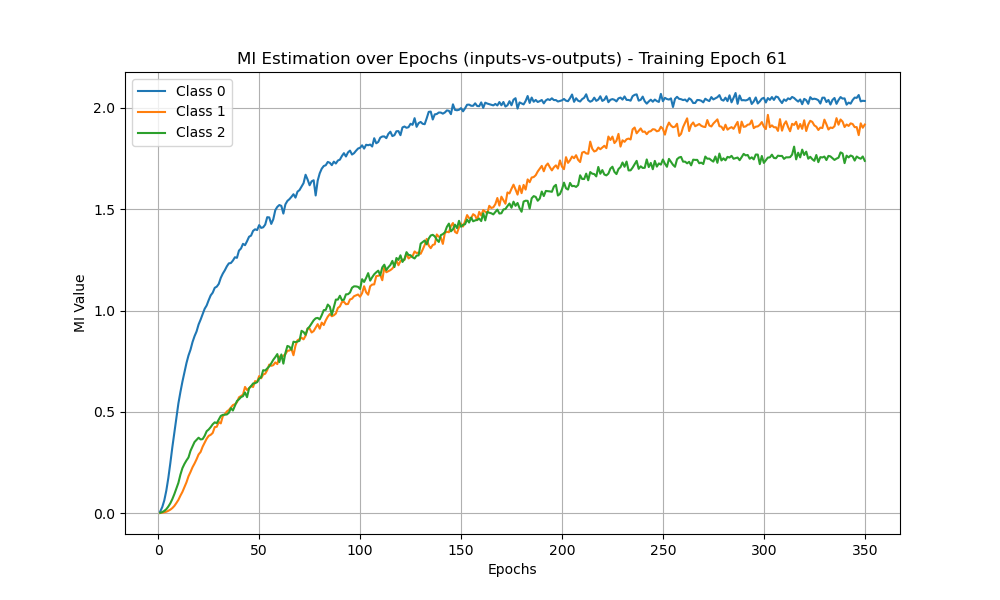 MI Estimation over Epochs (inputs-vs-outputs) - Training Epoch 61
Class 0
Class 1
Class 2
2.0
1.5
1.0
0.5
0.0
MI Value
0 50 100 150 200 250 300 350
Epochs